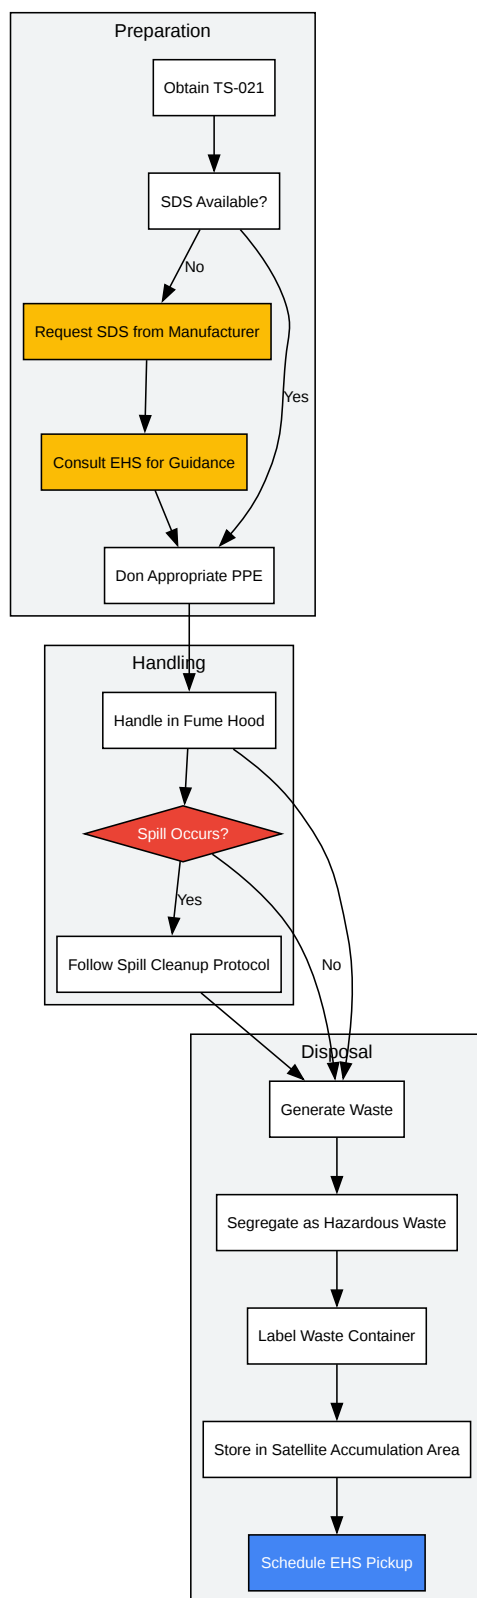 Preparation
Obtain TS-021
SDS Available?
No
Request SDS from Manufacturer
Yes
Consult EHS for Guidance
Don Appropriate PPE
Handling
Handle in Fume Hood
Spill Occurs?
Yes
Follow Spill Cleanup Protocol
No
Disposal
Generate Waste
Segregate as Hazardous Waste
Label Waste Container
Store in Satellite Accumulation Area
Schedule EHS Pickup